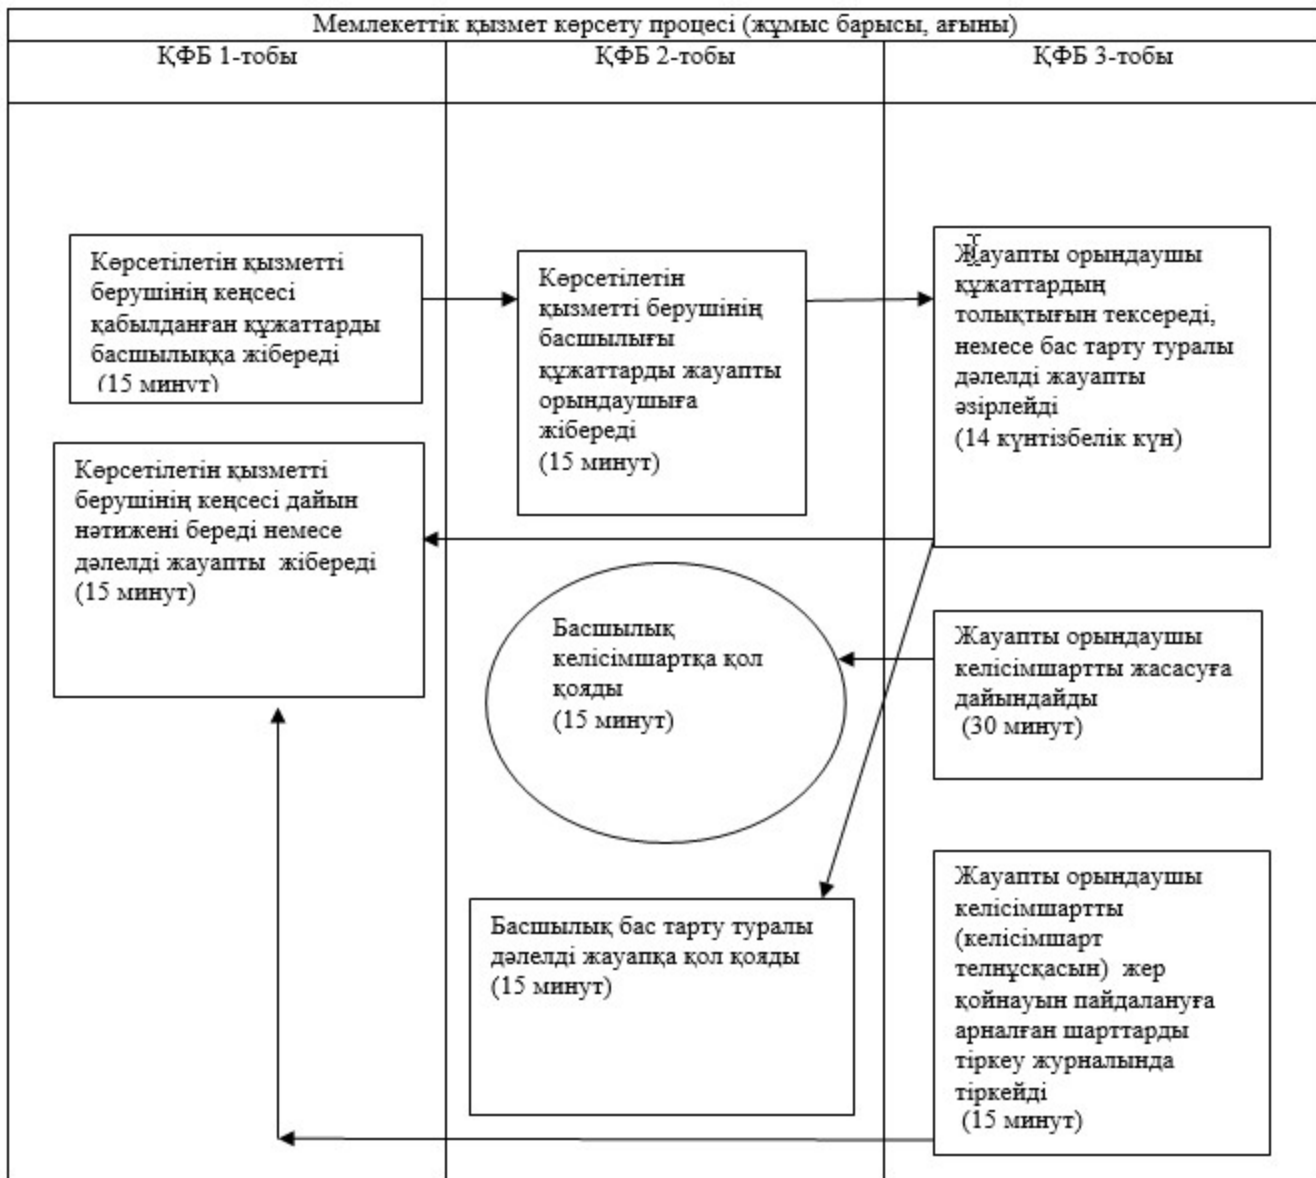 Мемлекеттік қызмет көрсету процесі (жұмыс барысы, ағыны)
ҚФБ 1-тобы
ҚФБ 2-тобы
ҚФБ 3-тобы
Көрсетілетін қызметті
берушінің кеңсесі
қабылданған құжаттарды
басшылыққа жібереді
(15 минут)
Көрсетілетін
қызметті берушінің
басшылығы
құжаттарды жауапты
орындаушыға
жібереді
(15 минут)
Жауапты орындаушы
құжаттардың
толықтығын тексереді,
немесе бас тарту туралы
дәлелді жауапты
әзірлейді
(14 күнтізбелік күн)
Көрсетілетін қызметті
берушінің кеңсесі дайын
нәтижені береді немесе
дәлелді жауапты жібереді
(15 минут)
Басшылық
келісімшартқа қол
қояды
(15 минут)
Жауапты орындаушы
келісімшартты жасасуға
дайындайды
(30 минут)
Басшылық бас тарту туралы
дәлелді жауапқа қол қояды
(15 минут)
Жауапты орындаушы
келісімшартты
(келісімшарт
телнұсқасын) жер
қойнауын пайдалануға
арналған шарттарды
тіркеу журналында
тіркейді
(15 минут)